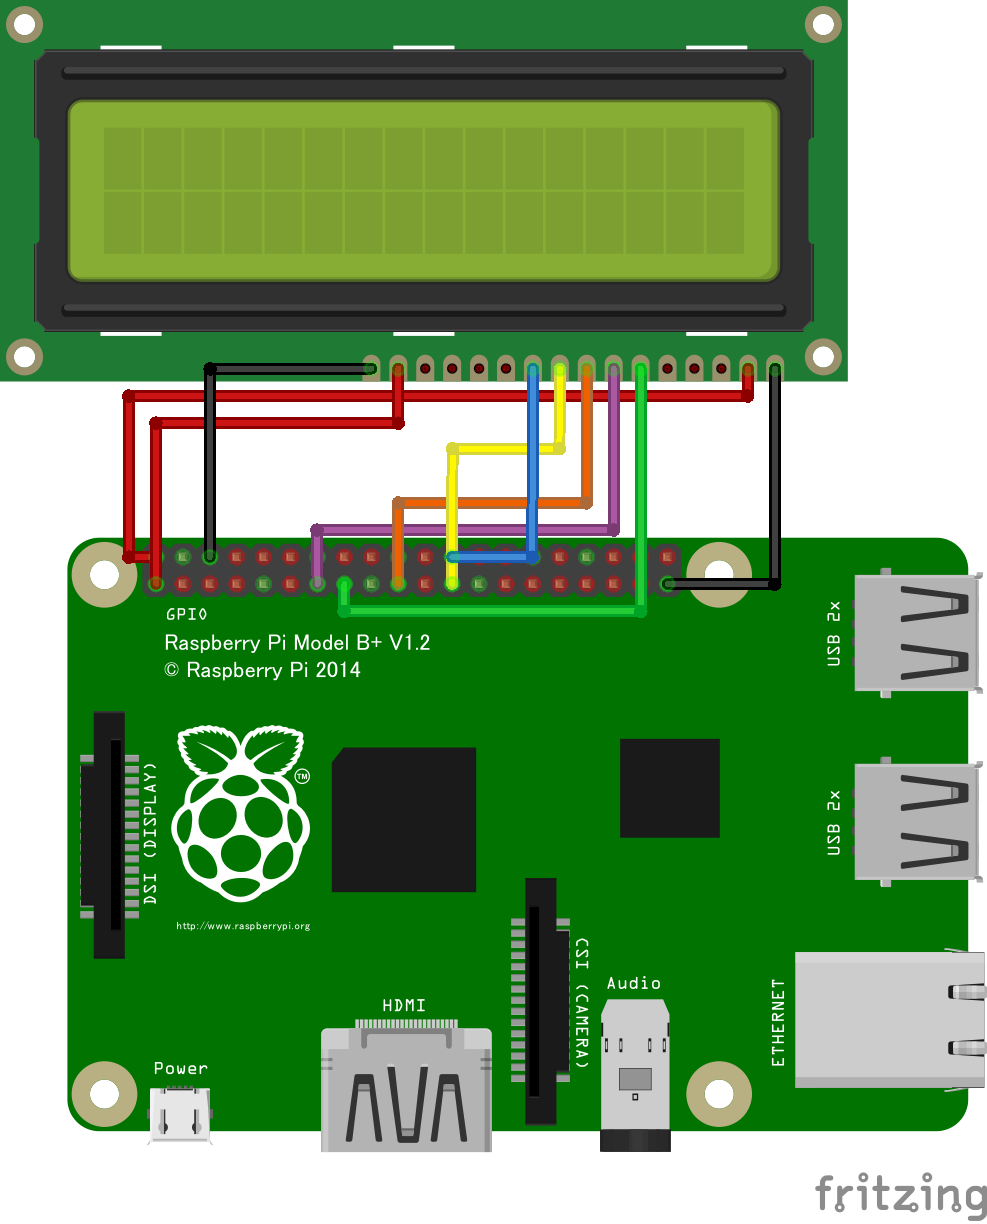 GPIO
Raspberry Pi Model B+ V1.2
© Raspberry Pi 2014
USB 2x
DSI (DISPLAY)
TM
USB 2x
http://www.raspberrypi.org
CSI (CAMERA)
Audio
ETHERNET
HDMI
Power
fritzing